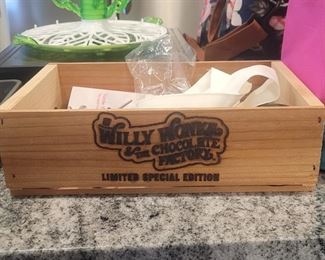 WILLY WONKA
& THE CHOCOLATE
FACTORY
LIMITED SPECIAL EDITION